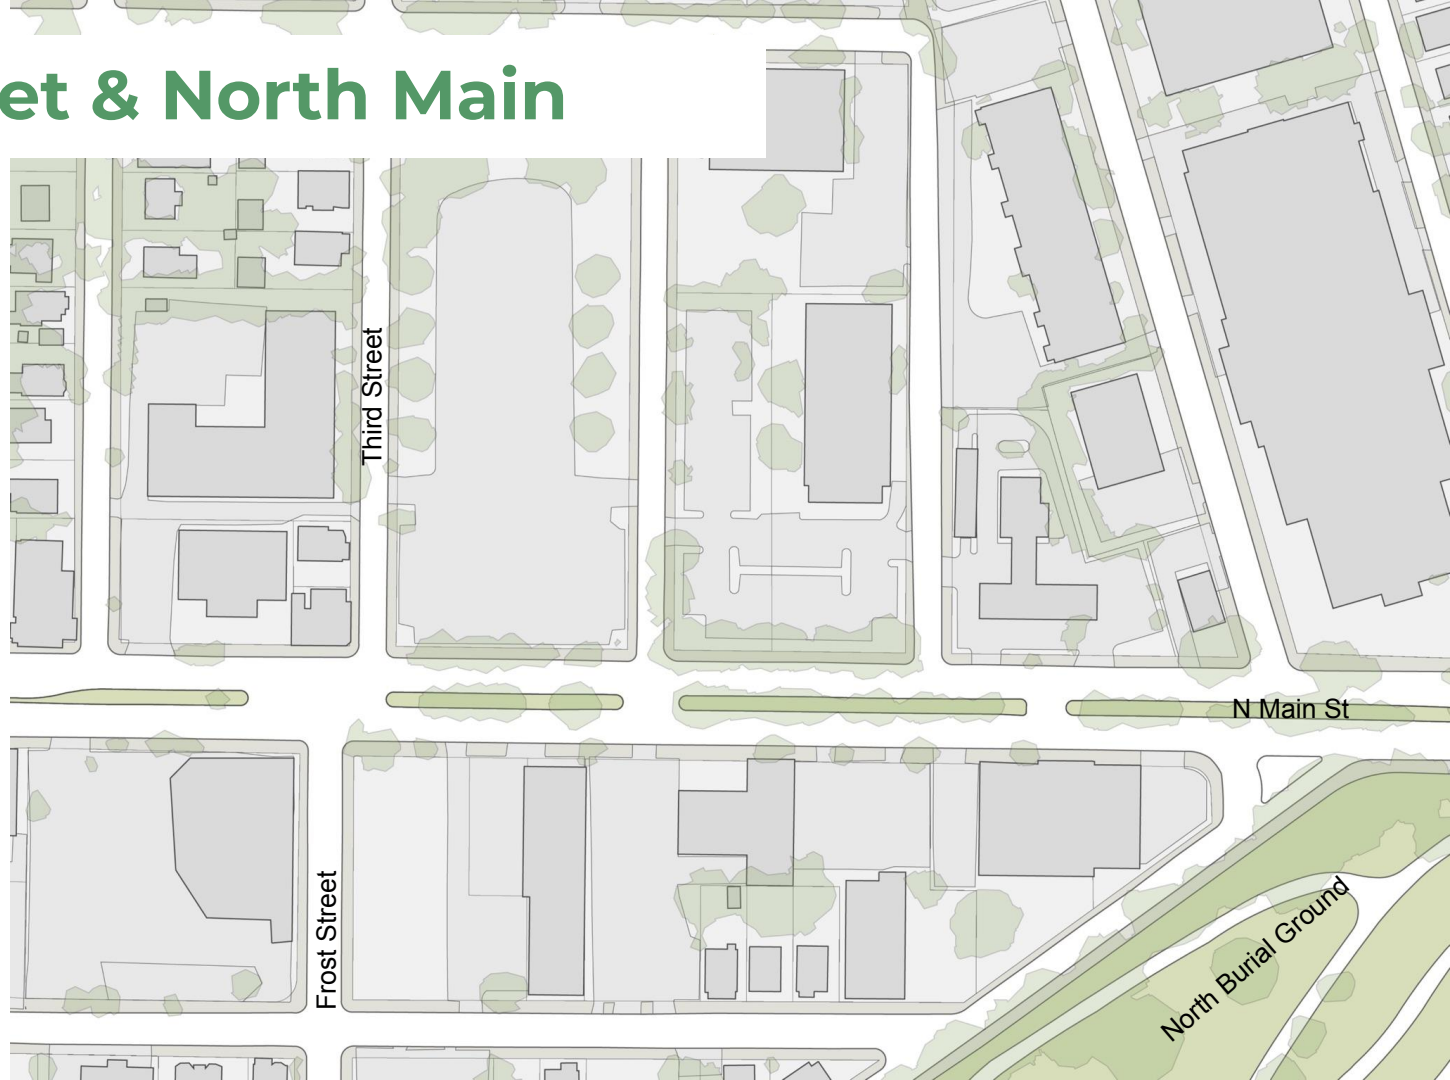 et & North Main
Third Street
N Main St
Frost Street
North Burial Ground